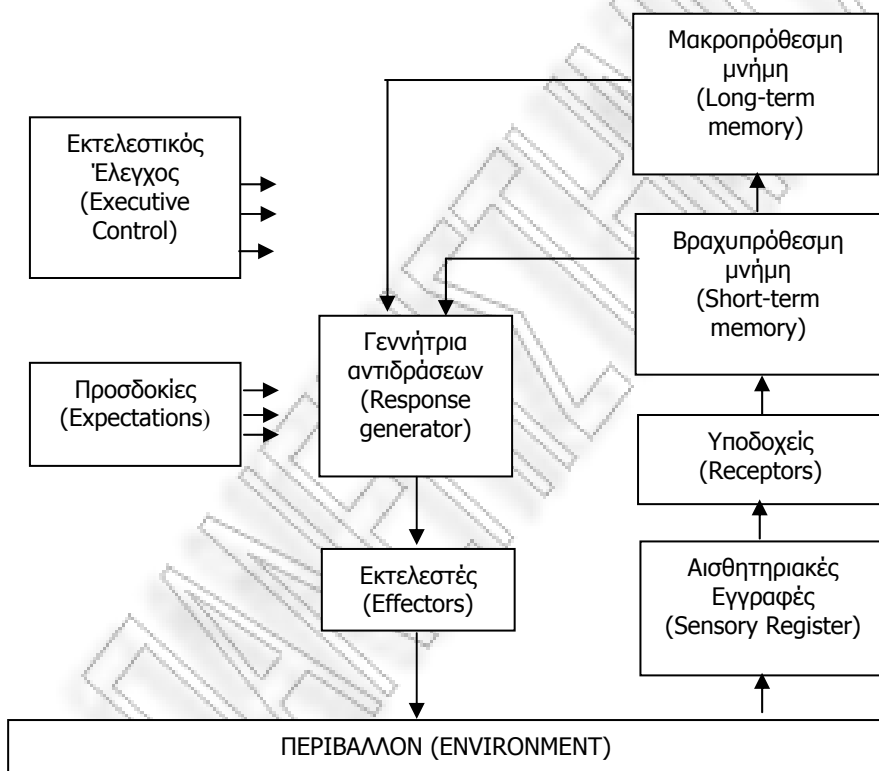 Μακροπρόθεσμη
μνήμη
(Long-term
memory)
Εκτελεστικός
Έλεγχος
(Executive
Control)
Βραχυπρόθεσμη
μνήμη
(Short-term
memory)
Γεννήτρια
αντιδράσεων
(Response
generator)
Προσδοκίες
(Expectations)
Υποδοχείς
(Receptors)
Εκτελεστές
(Effectors)
Αισθητηριακές
Εγγραφές
(Sensory Register)
ΠΕΡΙΒΑΛΛΟΝ (ENVIRONMENT)